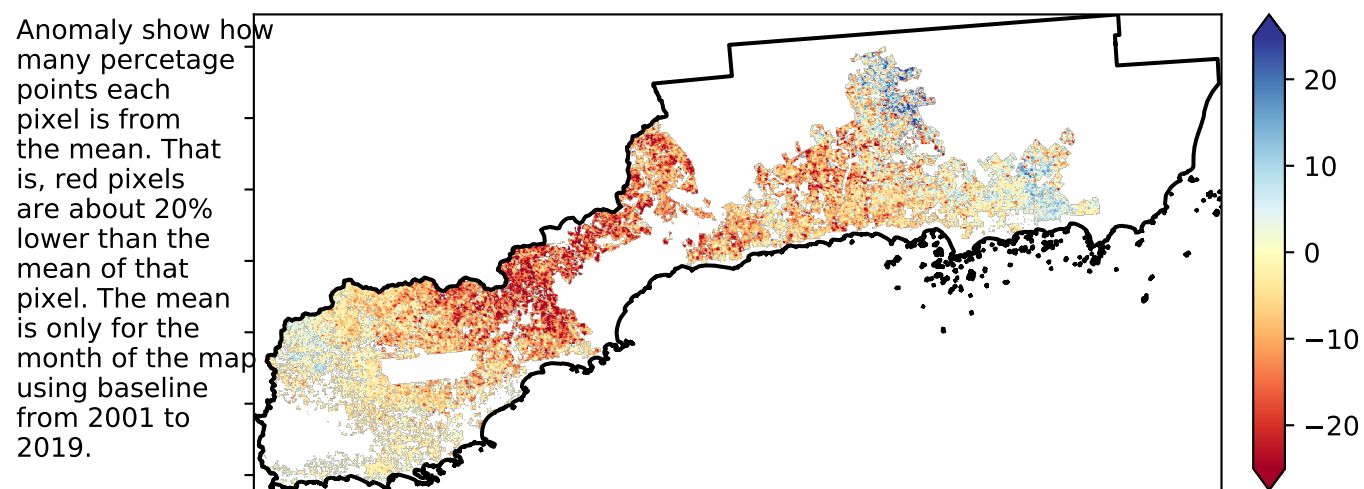 Anomaly show how
many percetage
points each
pixel is from
the mean. That
is, red pixels
are about 20%
lower than the
mean of that
pixel. The mean
is only for the
month of the map
using baseline
from 2001 to
2019.
20
10
0
−10
−20